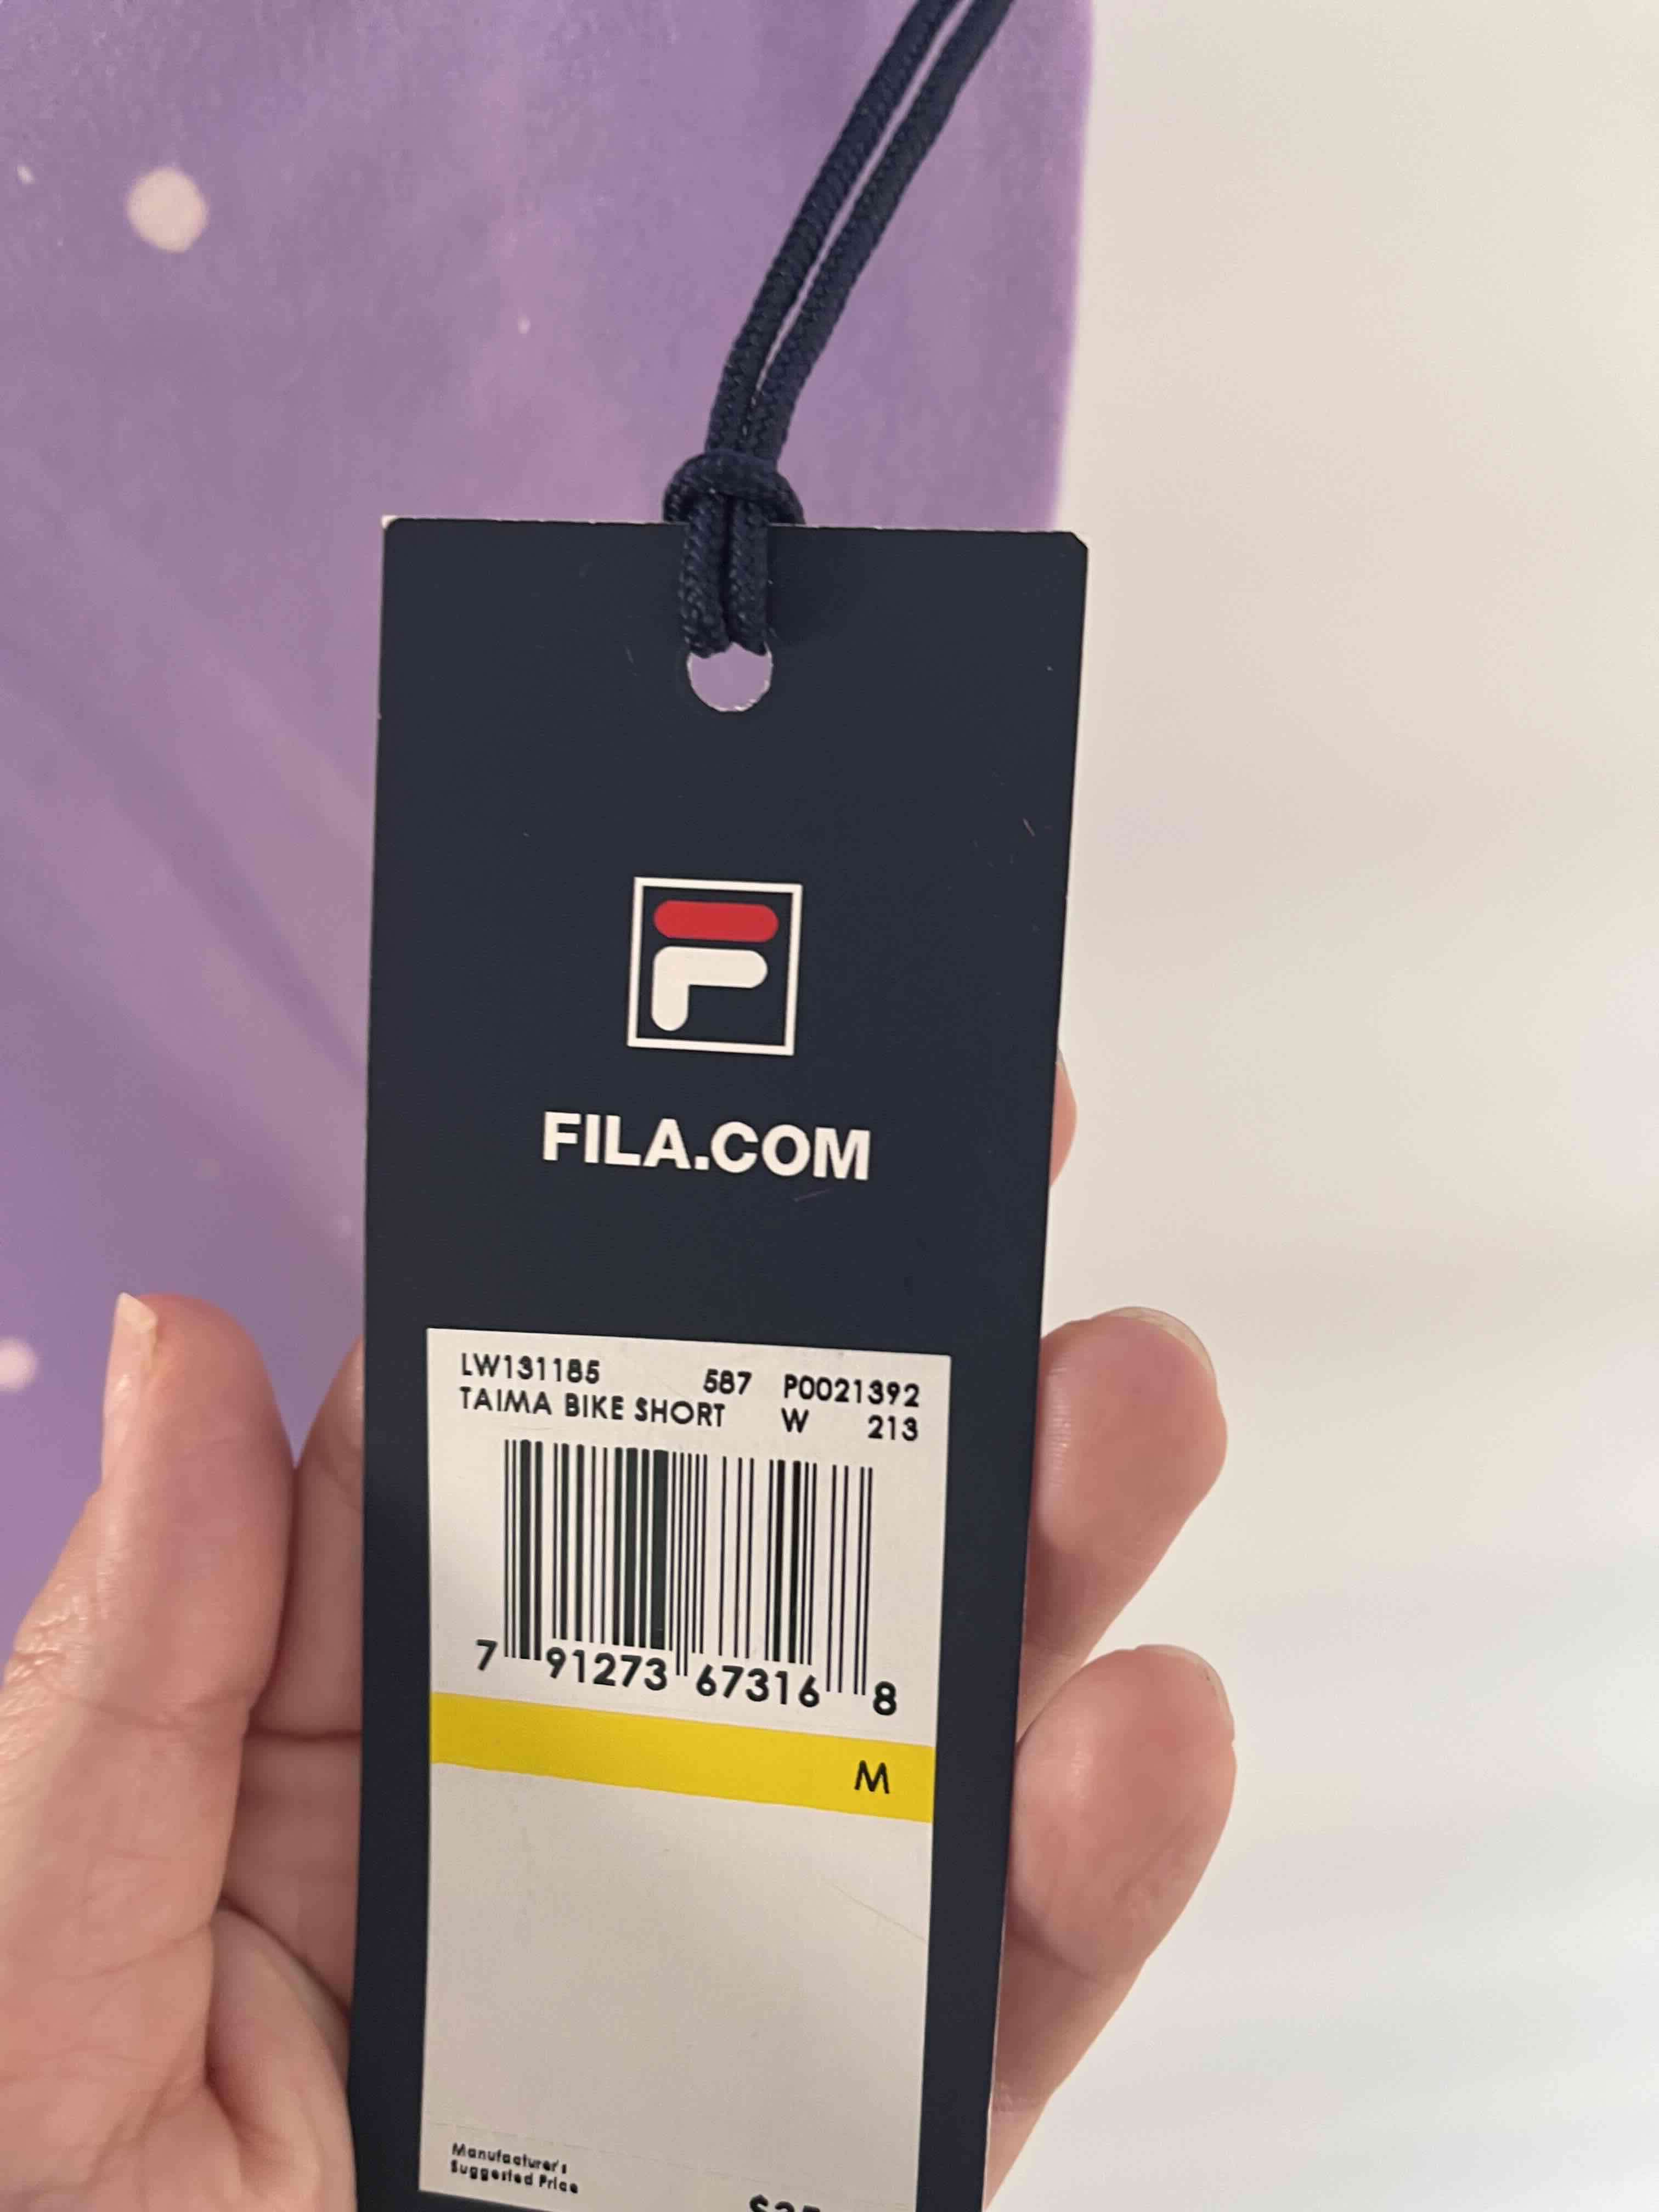 FILA.COM
LW131185 587 P0021392
TAIMA BIKE SHORT W 213
7 91273 67316 8
M
Manufacturer's
Suggested Price